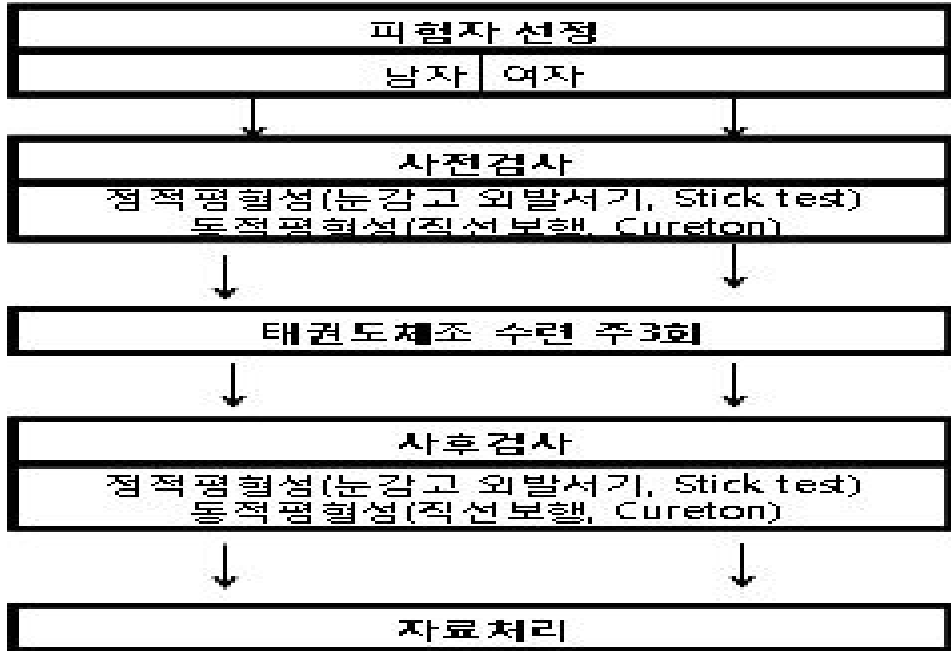 피험자 선정
남자 여자
사전검사
정적평형성(눈감고 외발서기, Stick test)
동적평형성(직선보행, Cureton)
태권도체조 수련 주3회
사후검사
정적평형성(눈감고 외발서기, Stick test)
동적평형성(직선보행, Cureton)
자료처리